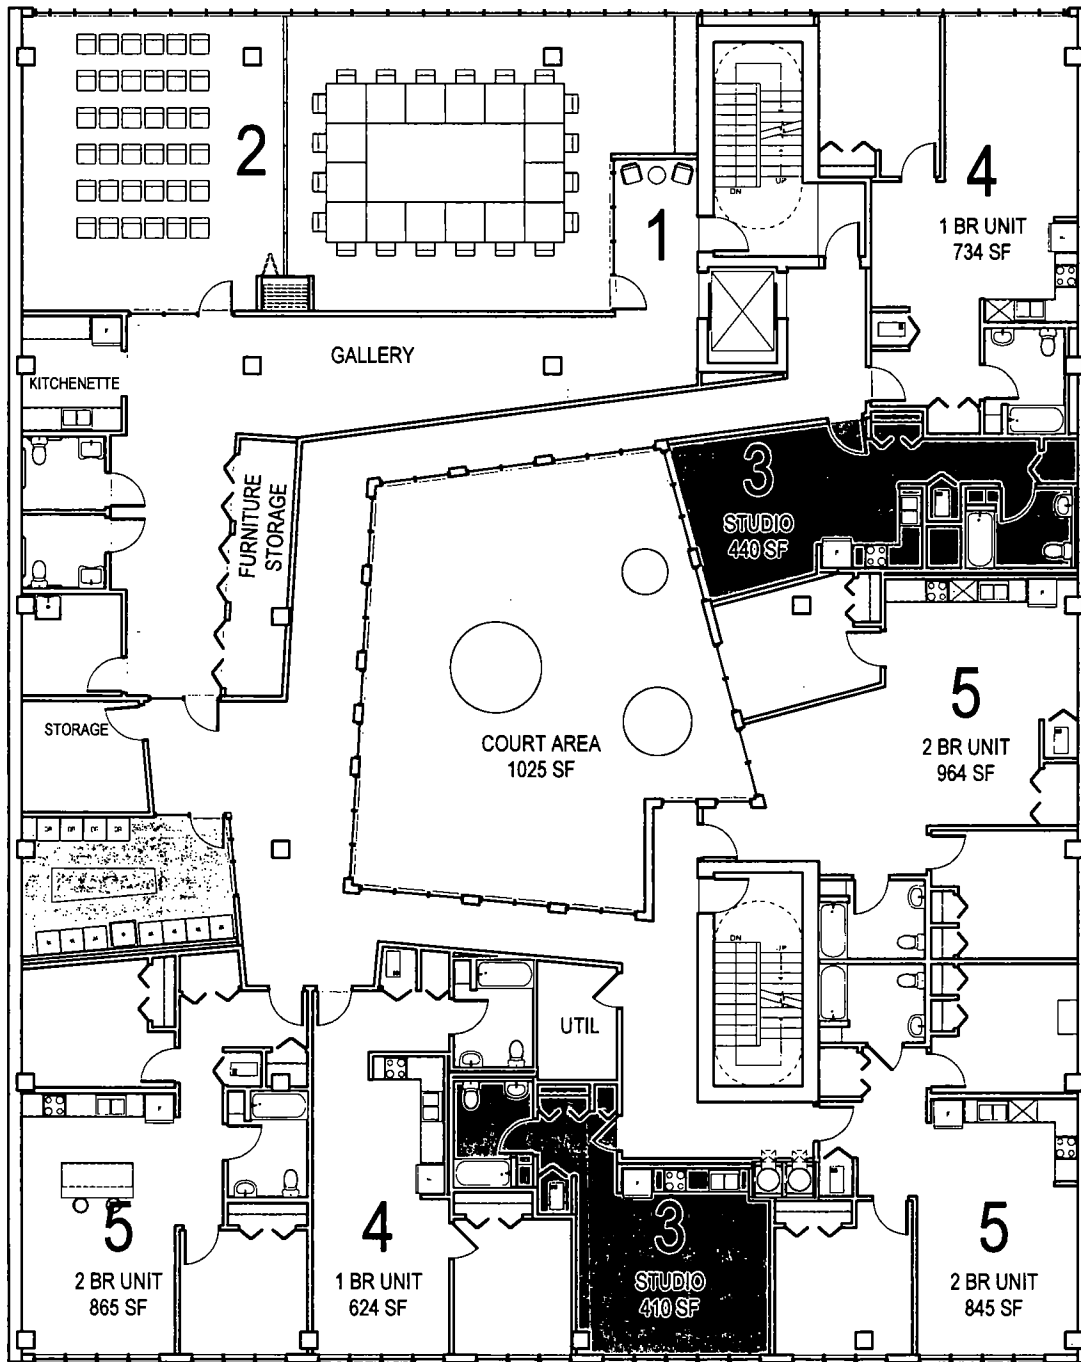 2
1
DN
UP
4
1 BR UNIT
734 SF
GALLERY
KITCHENETTE
FURNITURE
STORAGE
3
STUDIO
440 SF
5
2 BR UNIT
964 SF
STORAGE
COURT AREA
1025 SF
DN
UP
UTIL
5
2 BR UNIT
865 SF
4
1 BR UNIT
624 SF
3
STUDIO
410 SF
5
2 BR UNIT
845 SF